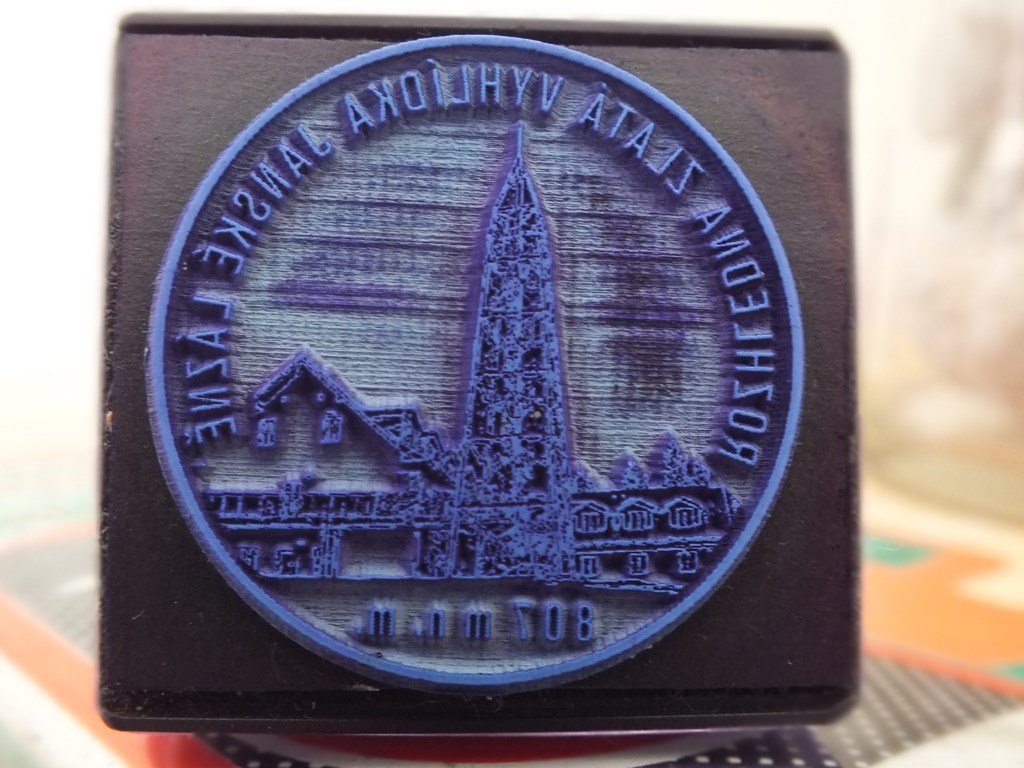 ROZHLEDNA ZLATÁ VYHLÍDKA JANSKÉ LÁZNĚ
807 m n. m.